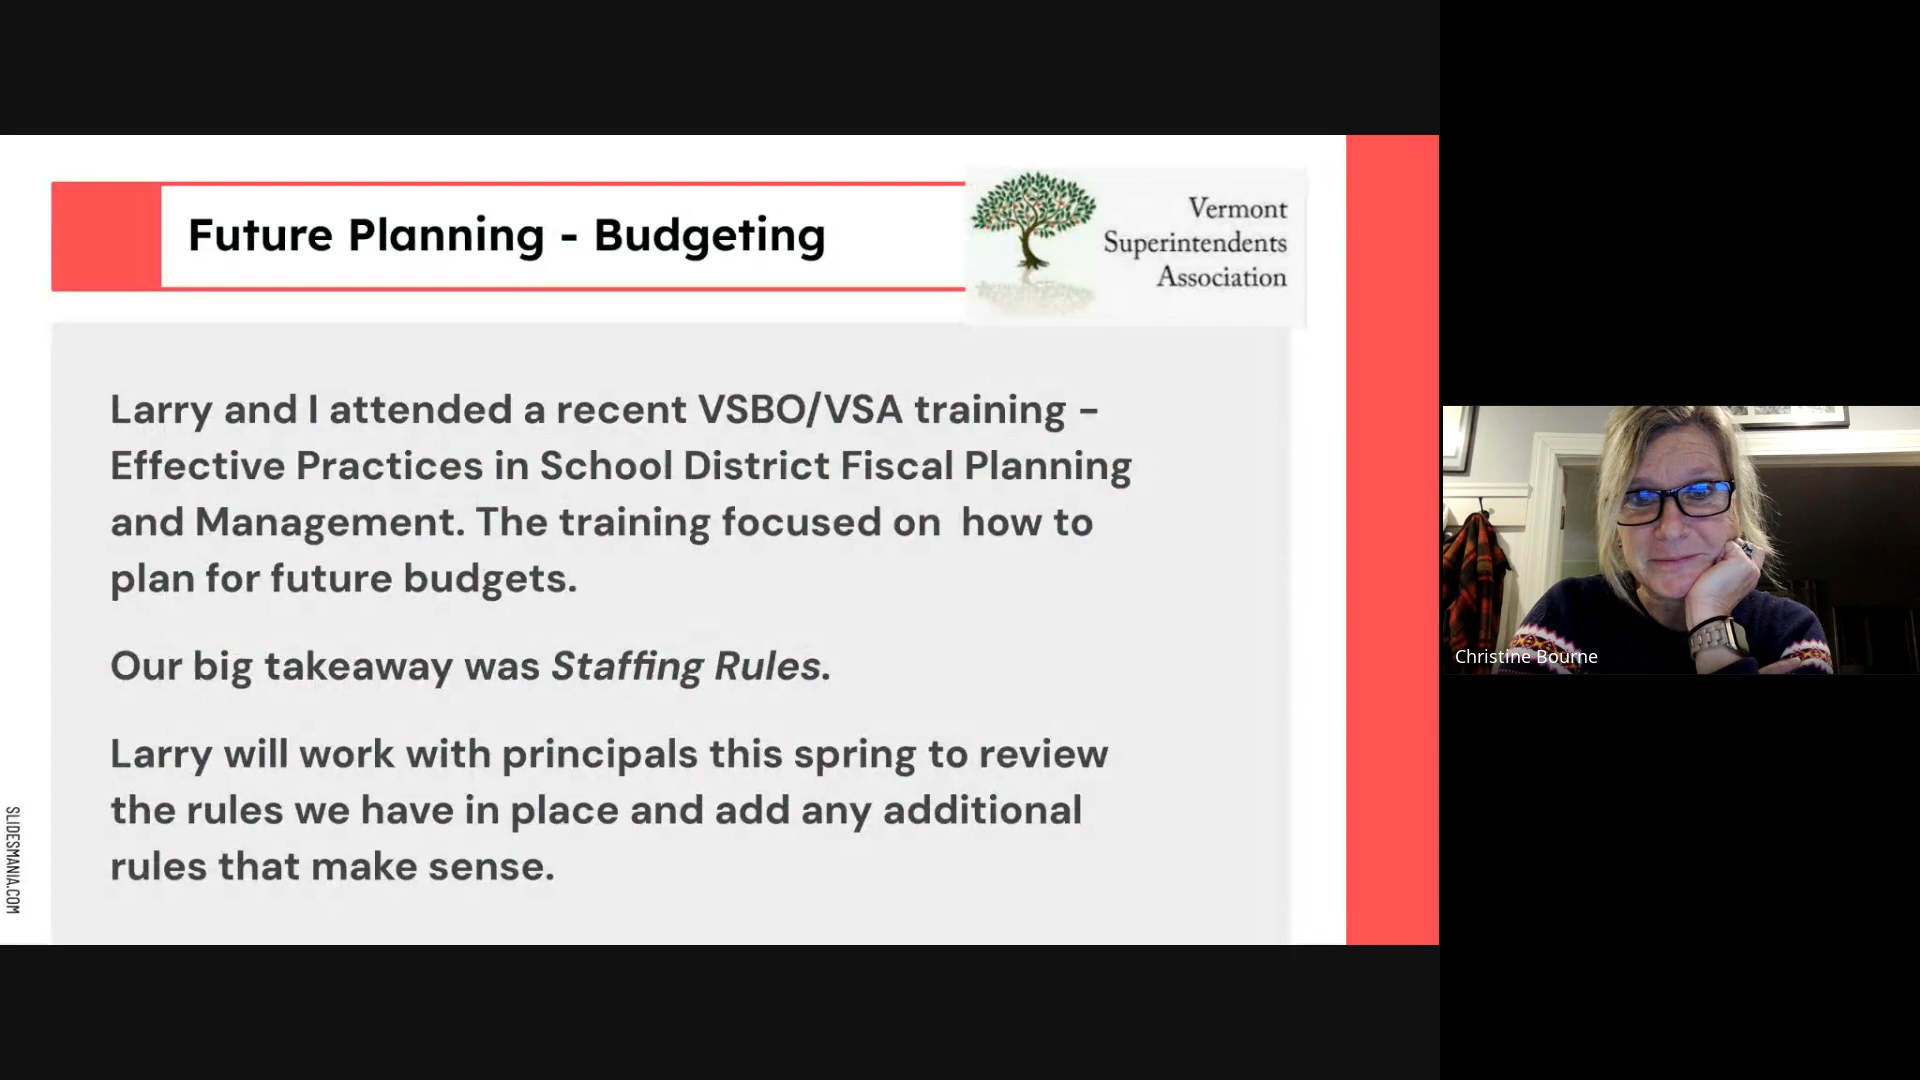 Future Planning - Budgeting
Vermont
Superintendents
Association
Larry and I attended a recent VSBO/VSA training –
Effective Practices in School District Fiscal Planning
and Management. The training focused on  how to
plan for future budgets.
Our big takeaway was Staffing Rules.
Larry will work with principals this spring to review
the rules we have in place and add any additional
rules that make sense.
SLIDESMANIA.COM
Christine Bourne